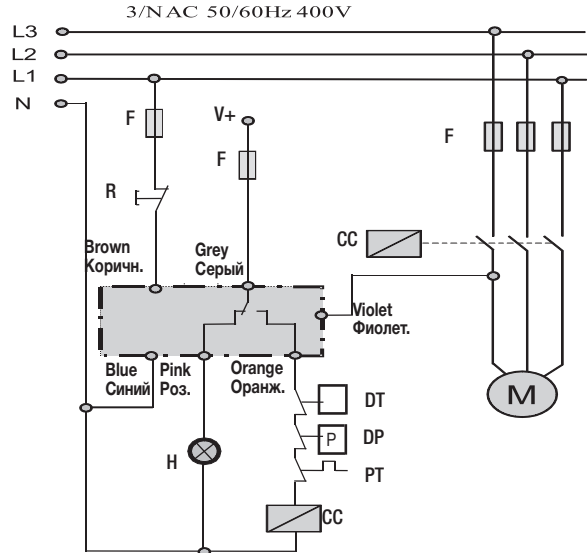 3/N AC 50/60Hz 400V
L3
L2
L1
N
F
V+
F
F
R
CC
Brown
Коричн.
Grey
Серый
Violet
Фиолет.
Blue
Синий
Pink
Роз.
Orange
Оранж.
M
DT
P
DP
H
PT
CC